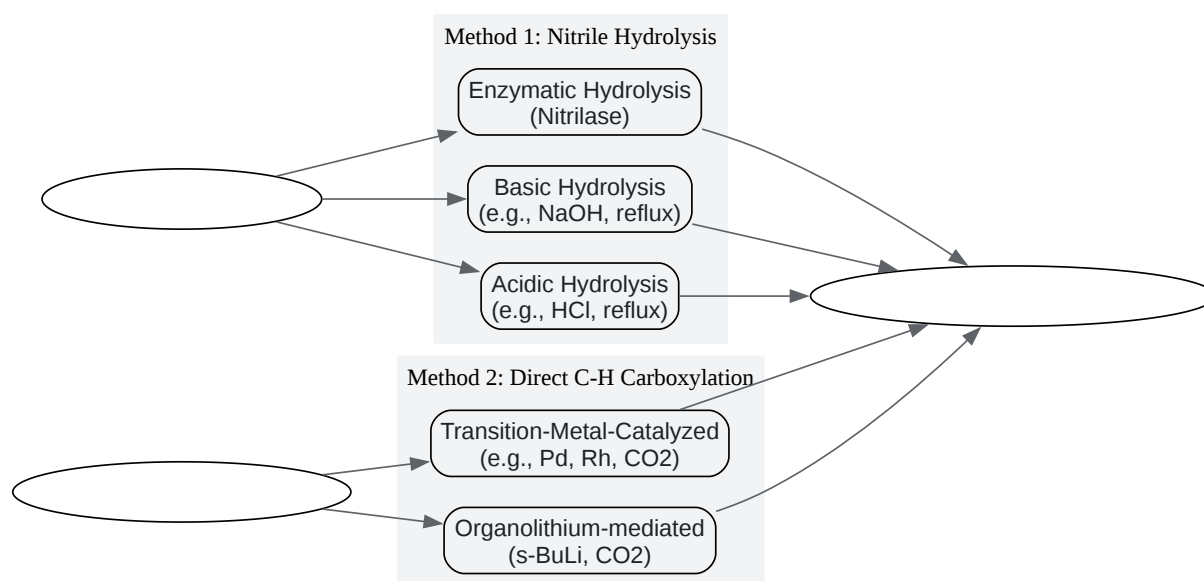 Method 1: Nitrile Hydrolysis
Enzymatic Hydrolysis
(Nitrilase)
Basic Hydrolysis
(e.g., NaOH, reflux)
Acidic Hydrolysis
(e.g., HCl, reflux)
Method 2: Direct C-H Carboxylation
Transition-Metal-Catalyzed
(e.g., Pd, Rh, CO2)
Organolithium-mediated
(s-BuLi, CO2)